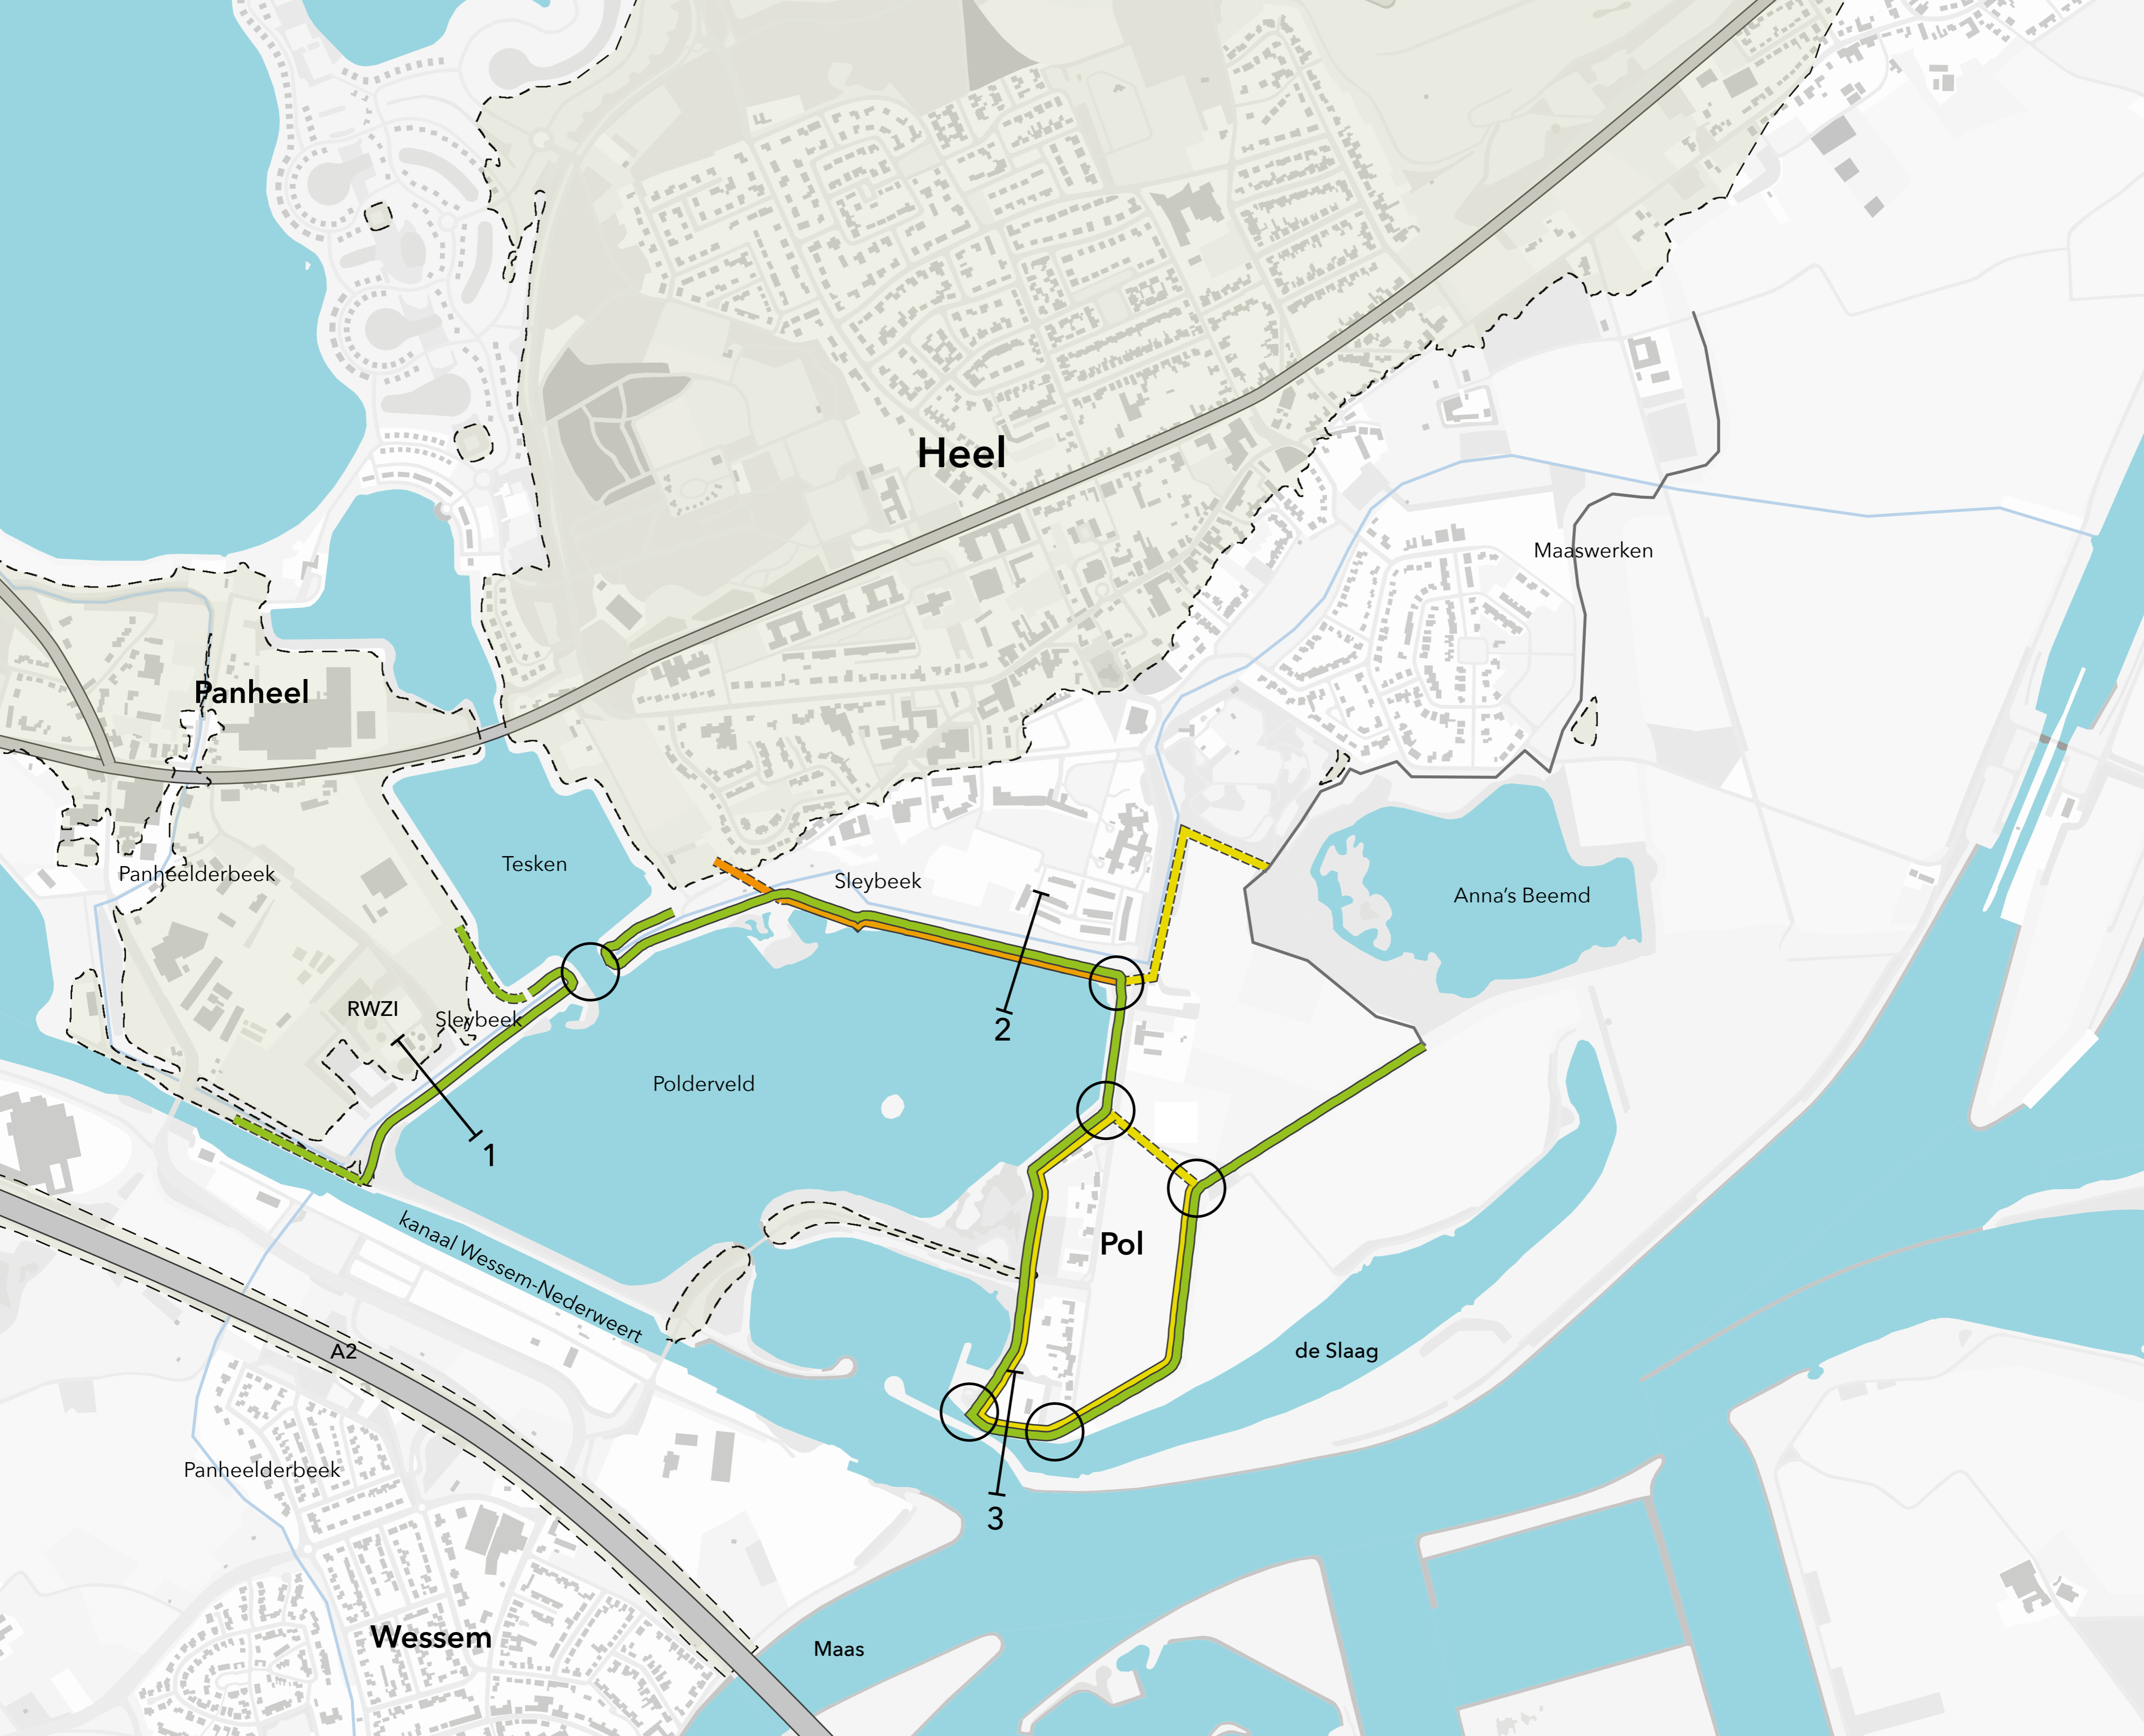 Heel
Maaswerken
Panheel
Tesken
Panheelderbeek
Sleybeek
Anna's Beemd
RWZI
Sleybeek
2
Polderveld
1
Pol
kanaal Wessem-Nederweert
A2
de Slaag
Panheelderbeek
3
Wessem
Maas